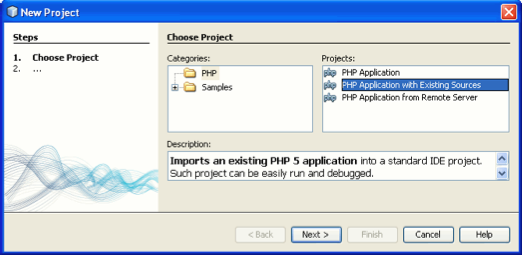 New Project
Steps
1. Choose Project
2. ...
Choose Project
Categories:
PHP
Samples
Projects:
PHP Application
PHP Application with Existing Sources
PHP Application from Remote Server
Description:
Imports an existing PHP 5 application into a standard IDE project.
Such project can be easily run and debugged.
< Back
Next >
Finish
Cancel
Help